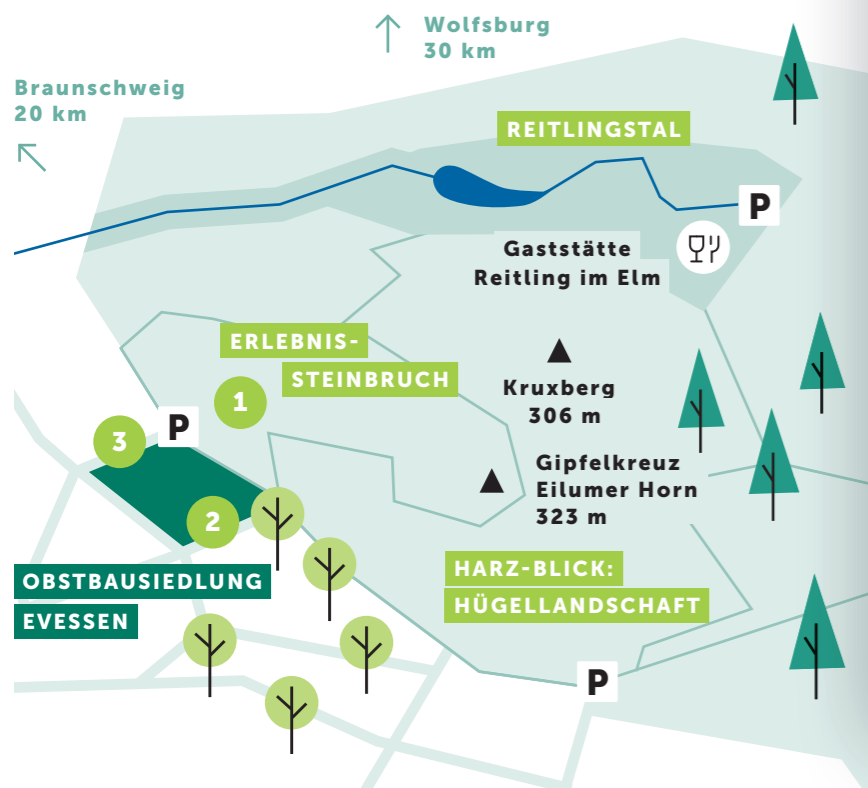 Wolfsburg
30 km
Braunschweig
20 km
REITLINGSTAL
P
Gaststätte
Reitling im Elm
ERLEBNIS-
STEINBRUCH
Kruxberg
306 m
1
P
3
Gipfelkreuz
Eilumer Horn
323 m
2
OBSTBAUSIEDLUNG
EVESSEN
HARZ-BLICK:
HÜGELLANDSCHAFT
P